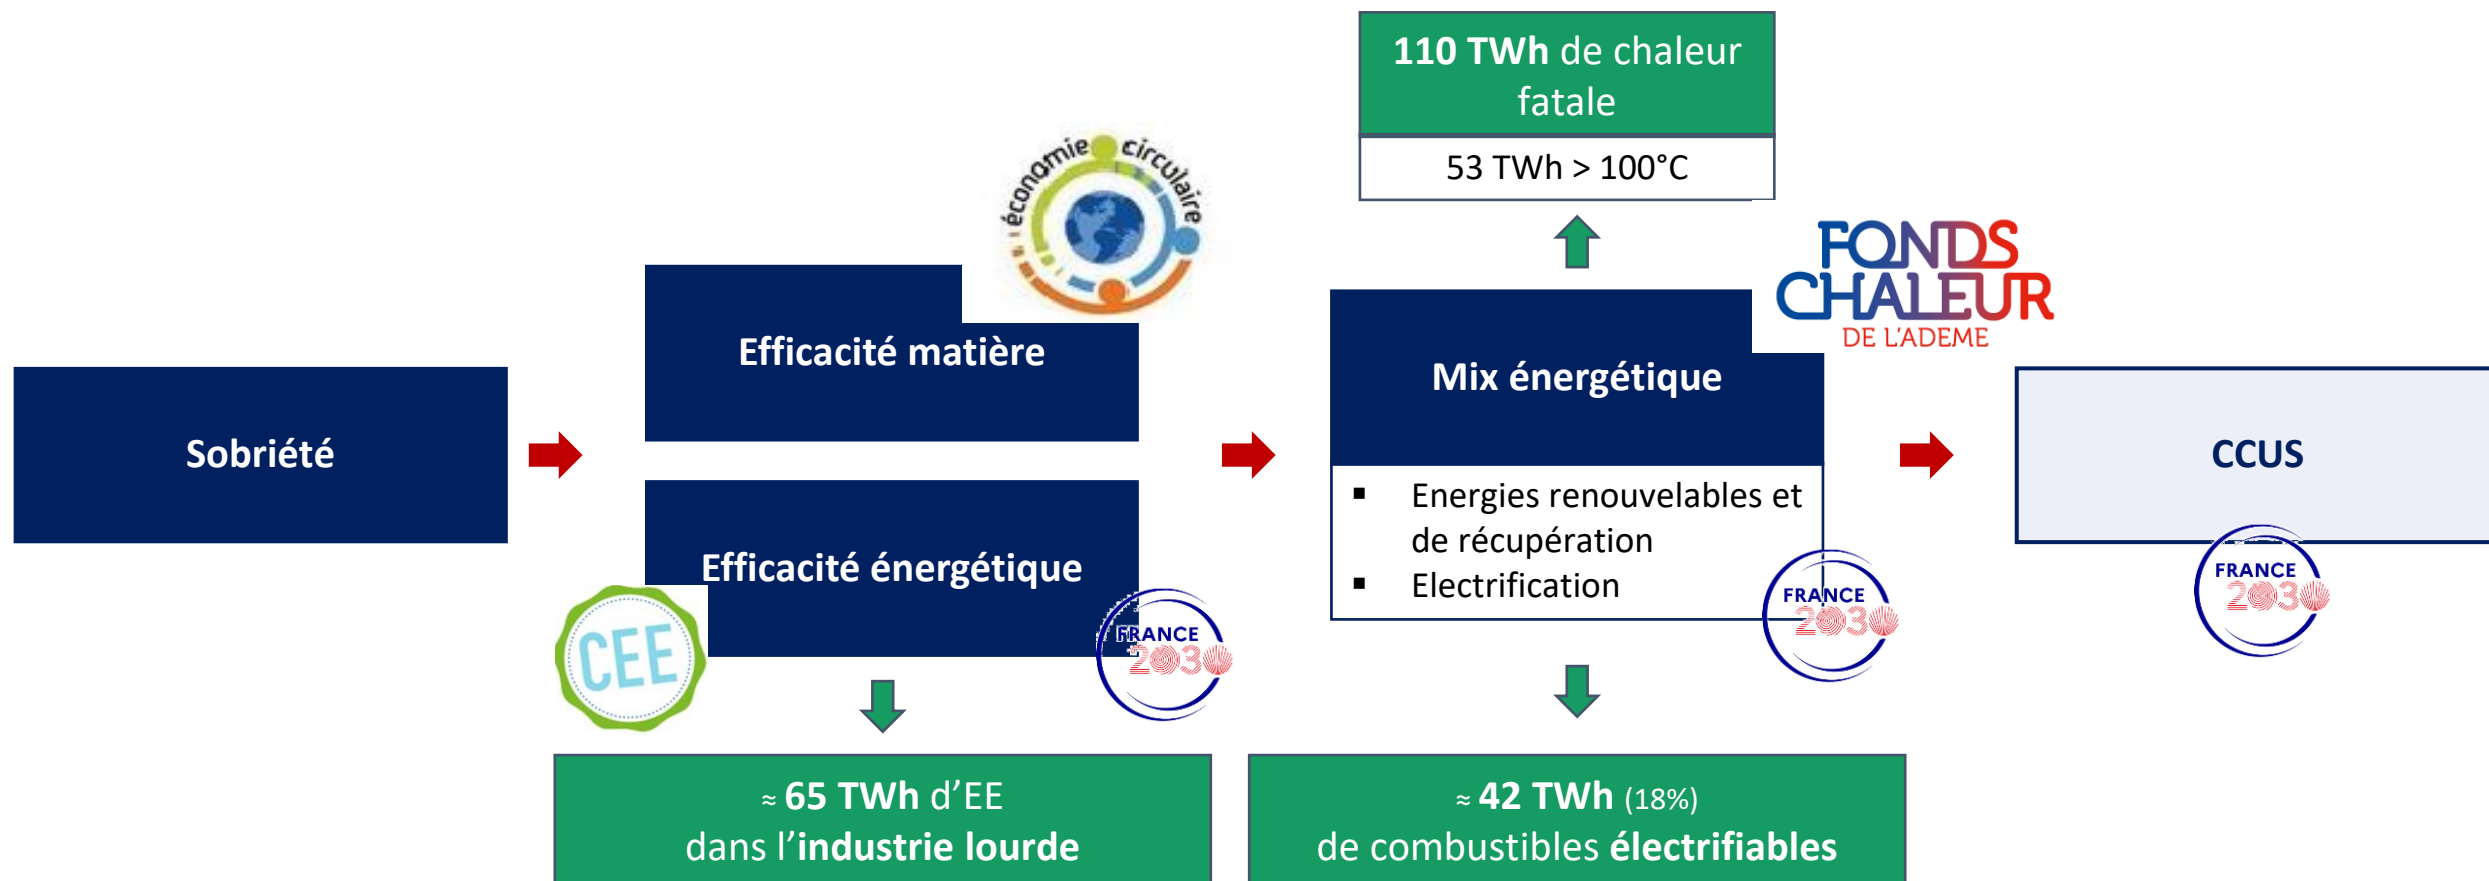 Sobriété
économie circulaire
Efficacité matière
Efficacité énergétique
CEE
FRANCE
2030
≈ 65 TWh d’EE
dans l’industrie lourde
110 TWh de chaleur
fatale
53 TWh > 100°C
FONDS
CHALEUR
DE L'ADEME
Mix énergétique
▪ Energies renouvelables et
de récupération
▪ Electrification
FRANCE
2030
≈ 42 TWh (18%)
de combustibles électrifiables
CCUS
FRANCE
2030